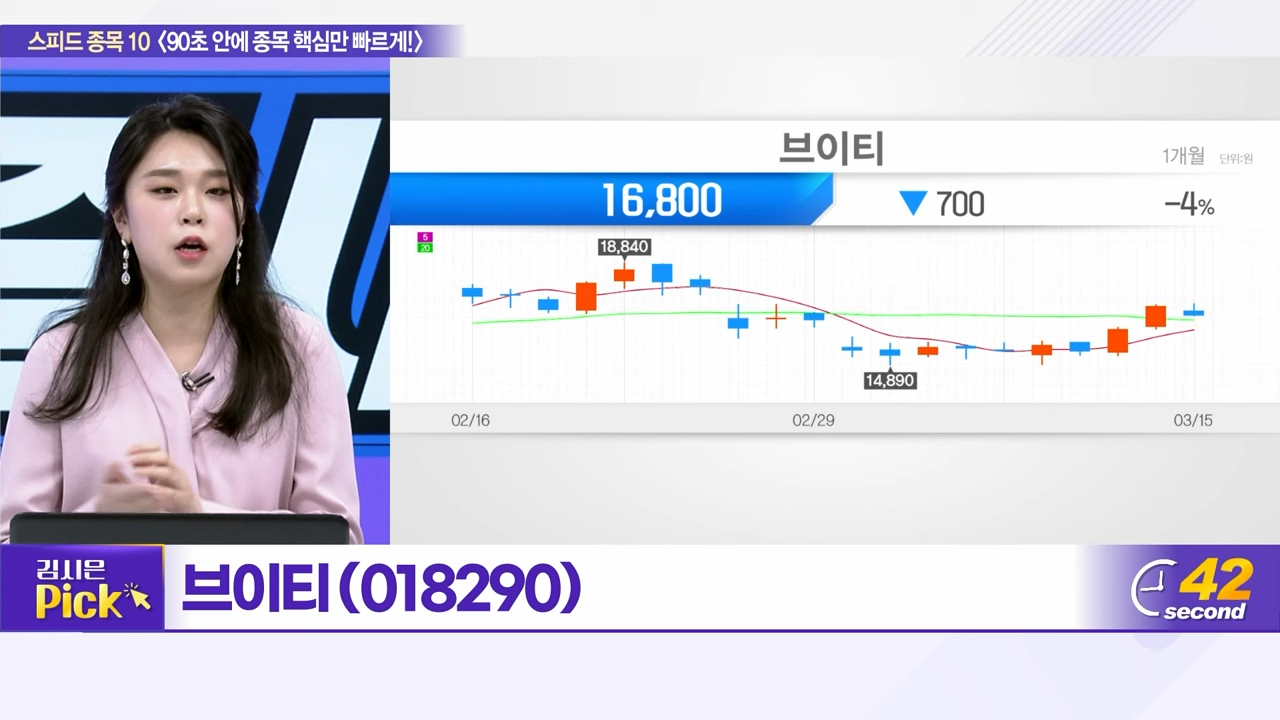 스피드 종목 10 <90초 안에 종목 핵심만 빠르게!>
브이티
1개월 단위:원
16,800 ▼ 700 -4%
5
20
18,840
14,890
02/16 02/29 03/15
김시은
Pick
브이티(018290)
42
second